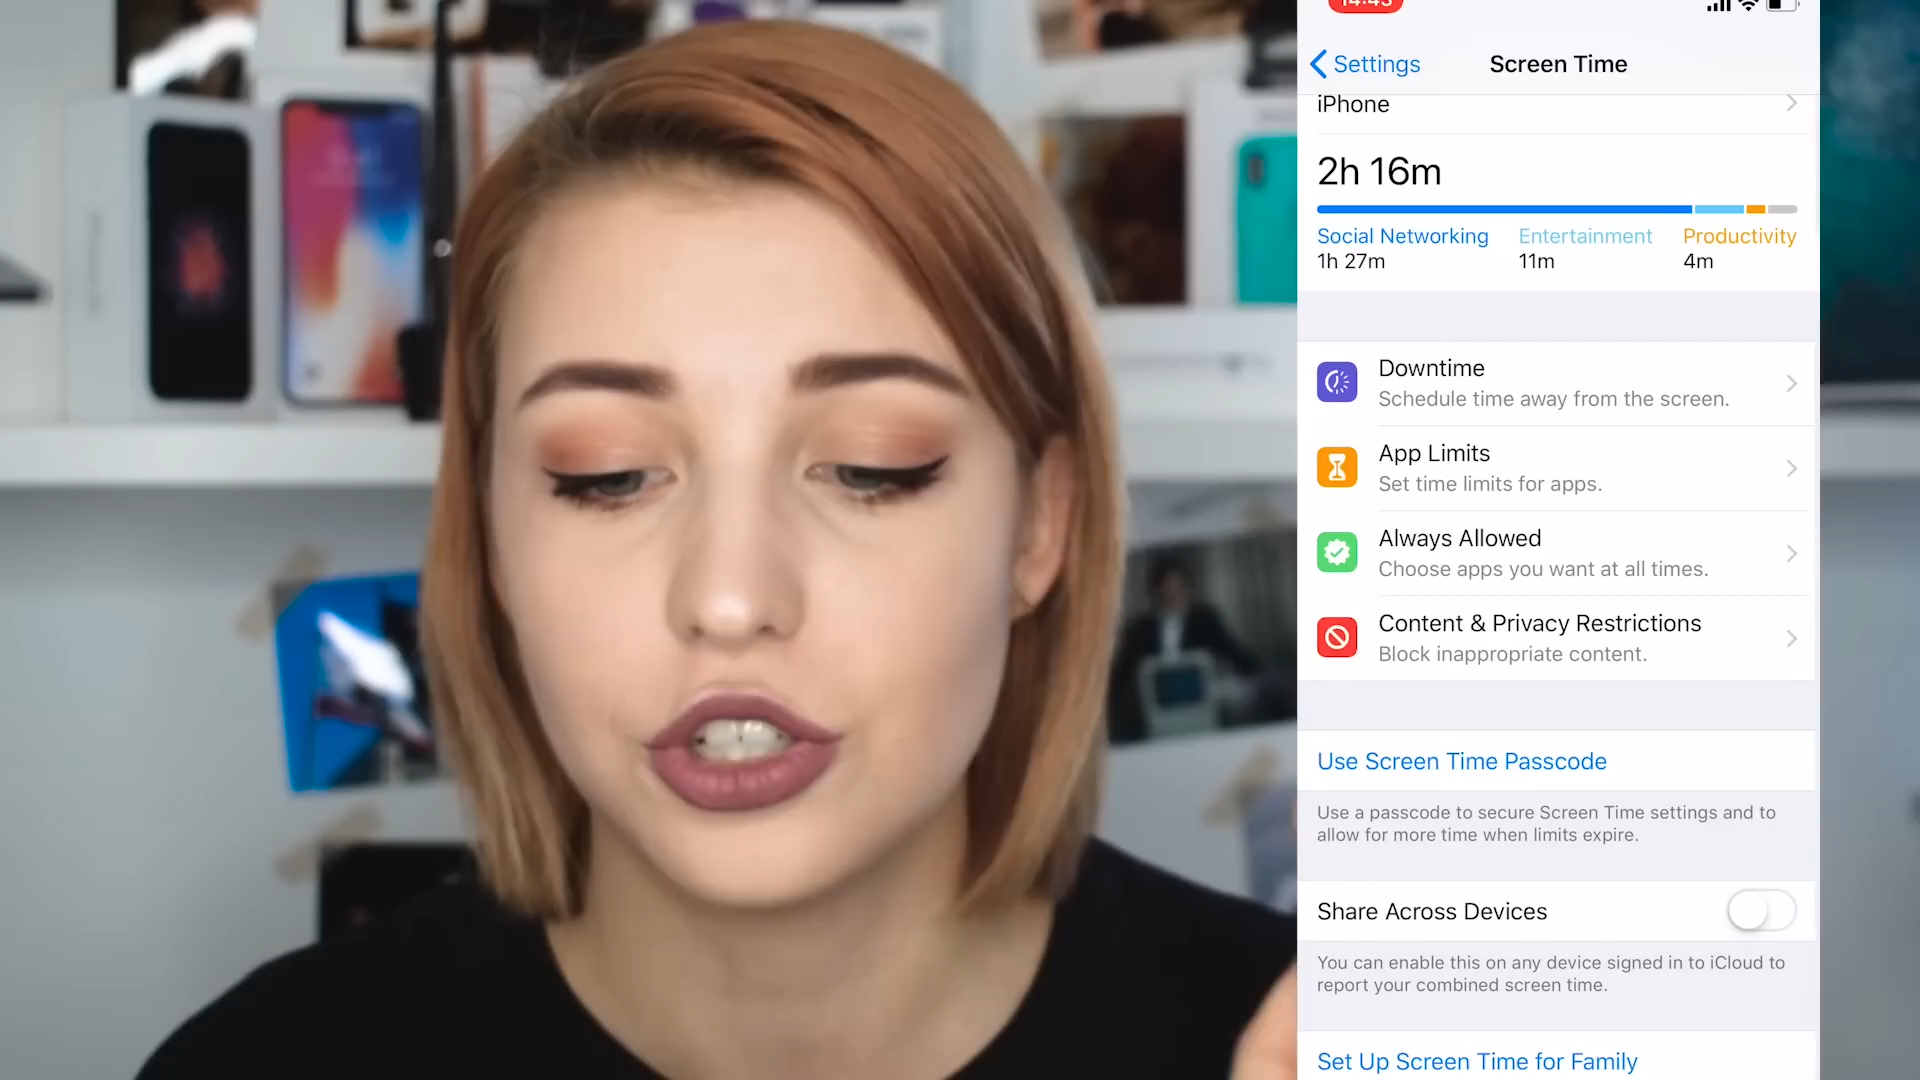 14:43
Settings
Screen Time
iPhone
2h 16m
Social Networking
Entertainment
Productivity
1h 27m
11m
4m
Downtime
Schedule time away from the screen.
App Limits
Set time limits for apps.
Always Allowed
Choose apps you want at all times.
Content & Privacy Restrictions
Block inappropriate content.
Use Screen Time Passcode
Use a passcode to secure Screen Time settings and to
allow for more time when limits expire.
Share Across Devices
You can enable this on any device signed in to iCloud to
report your combined screen time.
Set Up Screen Time for Family